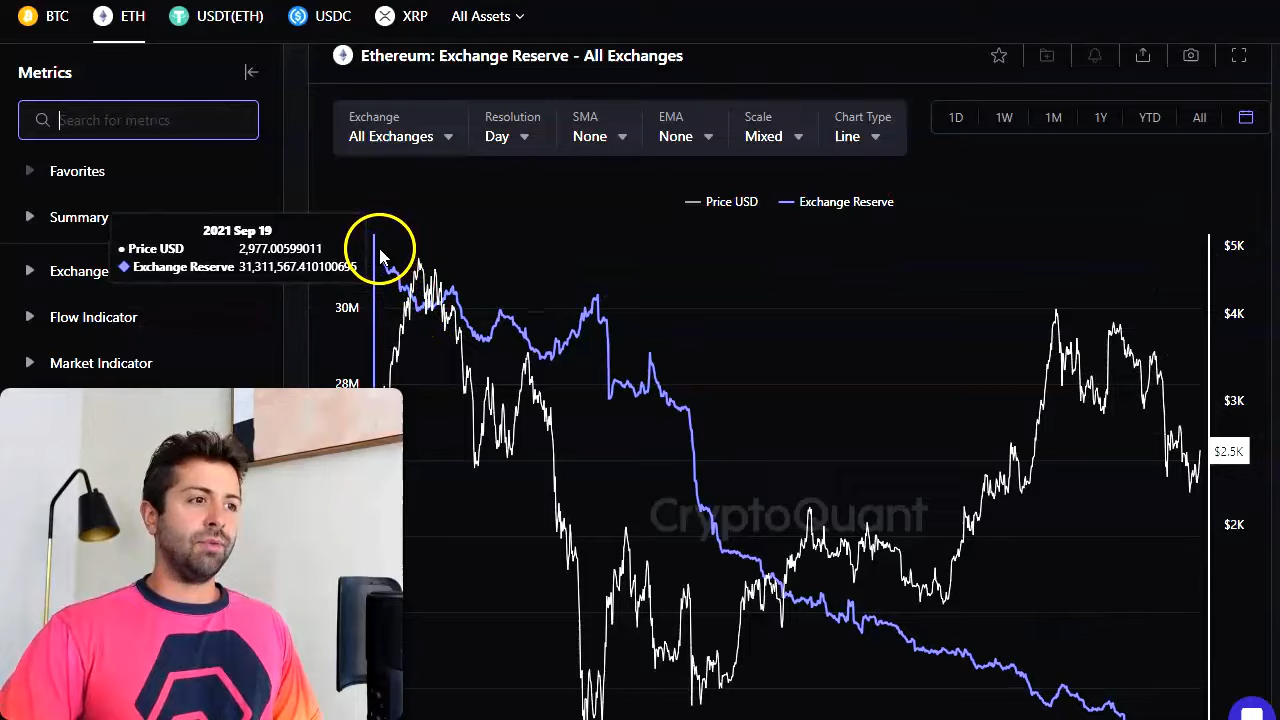 BTC ETH USDT(ETH) USDC XRP All Assets
Metrics
Ethereum: Exchange Reserve - All Exchanges
Search for metrics
Exchange Resolution SMA EMA Scale Chart Type
All Exchanges Day None None Mixed Line
1D 1W 1M 1Y YTD All
Favorites
Summary
Exchange
Flow Indicator
Market Indicator
Price USD Exchange Reserve
2021 Sep 19
Price USD 2,977.00599011
Exchange Reserve 31,311,567.410100695
30M
28M
$5K
$4K
$3K
$2.5K
$2K
CryptoQuant